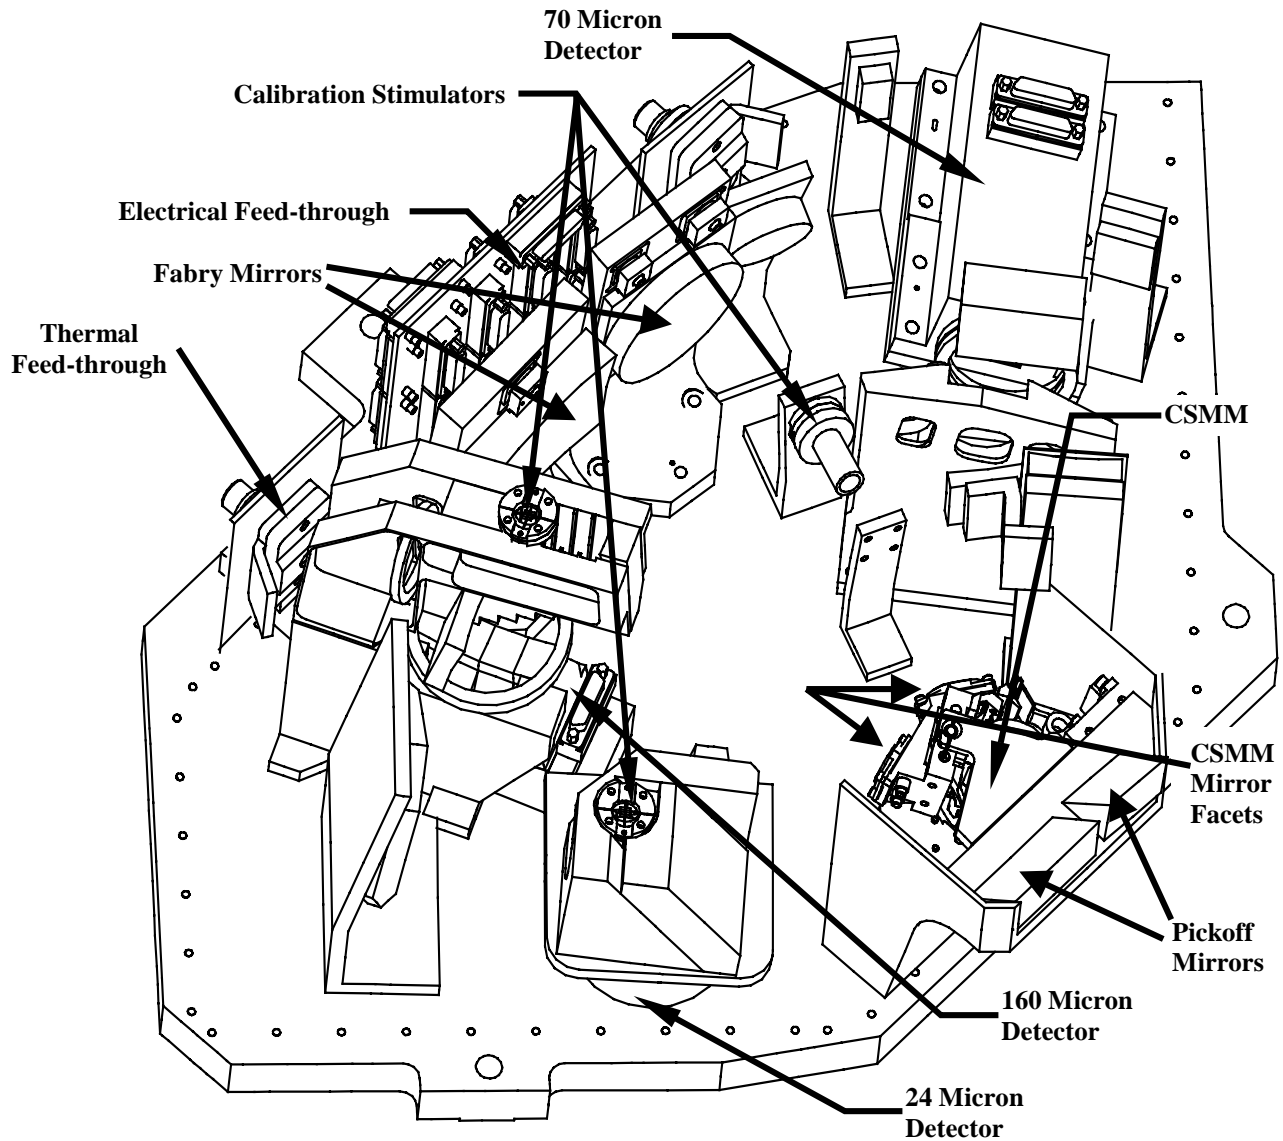 70 Micron
Detector
Calibration Stimulators
Electrical Feed-through
Fabry Mirrors
Thermal
Feed-through
CSMM
CSMM
Mirror
Facets
Pickoff
Mirrors
160 Micron
Detector
24 Micron
Detector